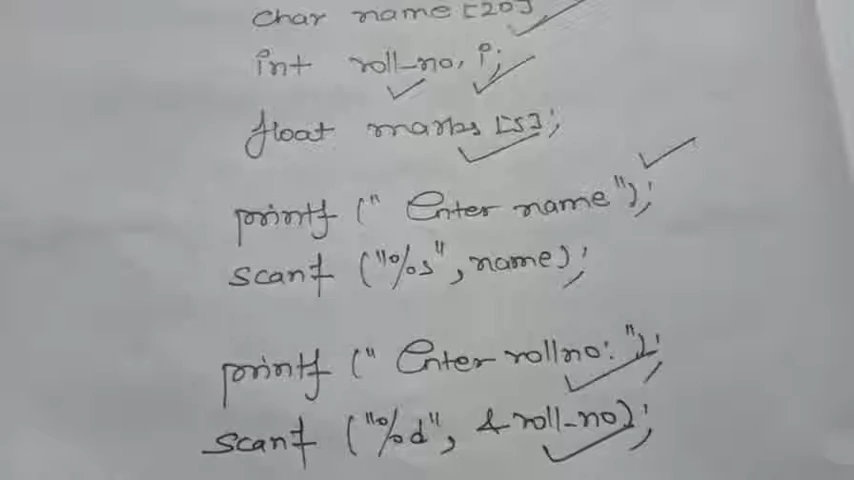 char name [20]
int roll_no, i;
float marks [5];
printf (" Enter name");
scanf ("%s", name);
printf (" Enter rollno: ");
scanf ("%d", &roll_no);